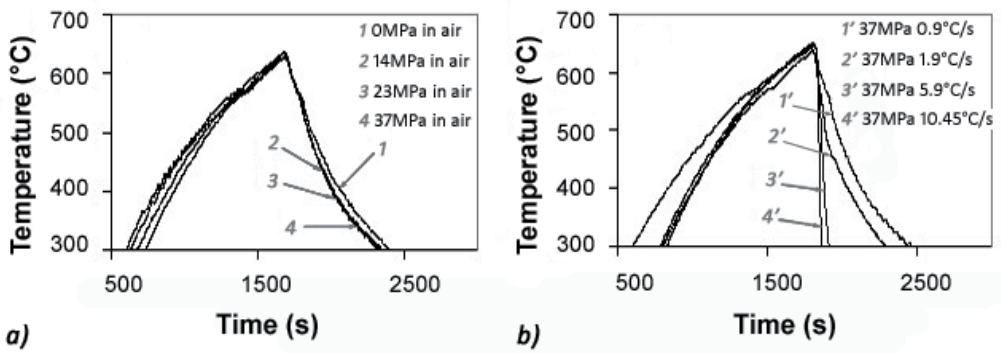 700
600
500
400
300
Temperature (°C)
1 0MPa in air
2 14MPa in air
3 23MPa in air
4 37MPa in air
2
1
3
4
500
1500
2500
Time (s)
a)
700
600
500
400
300
Temperature (°C)
1’ 37MPa 0.9°C/s
2’ 37MPa 1.9°C/s
3’ 37MPa 5.9°C/s
4’ 37MPa 10.45°C/s
1’
2’
3’
4’
500
1500
2500
Time (s)
b)